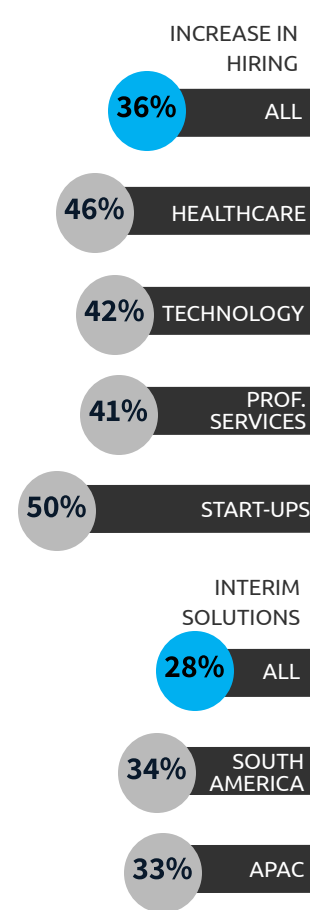 INCREASE IN
HIRING
36% ALL
46% HEALTHCARE
42% TECHNOLOGY
41% PROF.
SERVICES
50% START-UPS
INTERIM
SOLUTIONS
28% ALL
34% SOUTH
AMERICA
33% APAC